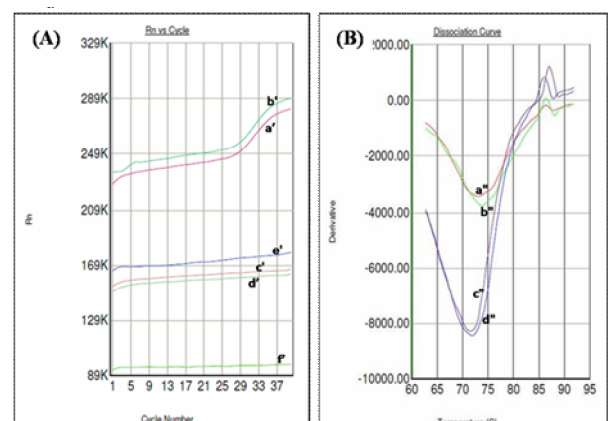 (A)
Rn vs Cycle
329K
289K
249K
209K
169K
129K
89K
Rn
b'
a'
e'
c'
d'
f'
1 5 9 13 17 21 25 29 33 37
Cycle Number
(B)
Dissociation Curve
2000.00
0.00
-2000.00
-4000.00
-6000.00
-8000.00
-10000.00
Derivative
a"
b"
c"
d"
60 65 70 75 80 85 90 95